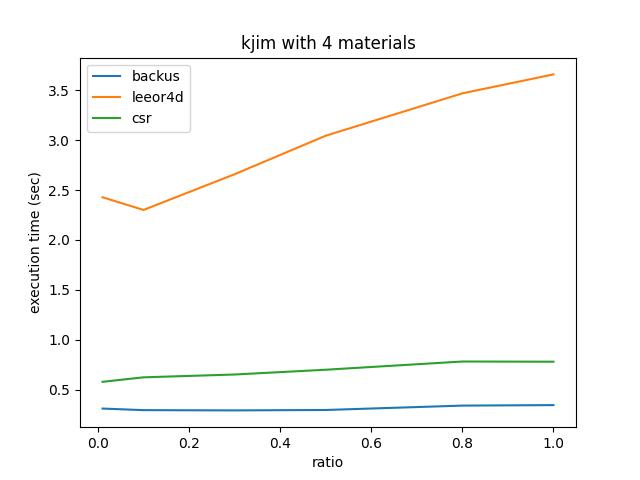 kjim with 4 materials
backus
leeor4d
csr
execution time (sec)
3.5
3.0
2.5
2.0
1.5
1.0
0.5
0.0 0.2 0.4 0.6 0.8 1.0
ratio